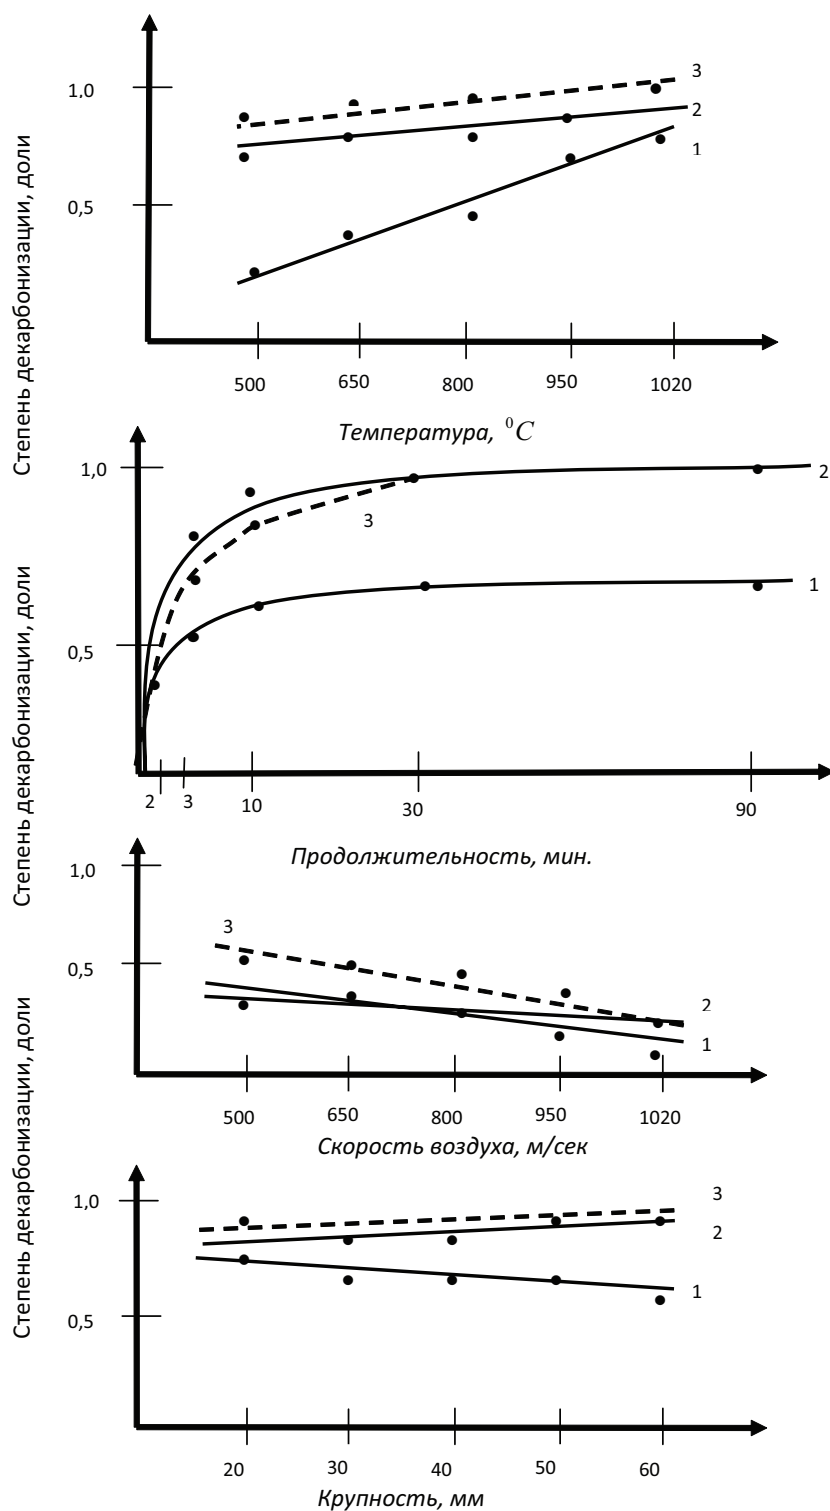 Степень декарбонизации, доли
1,0
0,5
3
2
1
500 650 800 950 1020
Температура, ⁰C
Степень декарбонизации, доли
1,0
0,5
2
3
1
2 3 10 30 90
Продолжительность, мин.
Степень декарбонизации, доли
1,0
0,5
3
2
1
500 650 800 950 1020
Скорость воздуха, м/сек
1,0
0,5
3
2
1
20 30 40 50 60
Крупность, мм